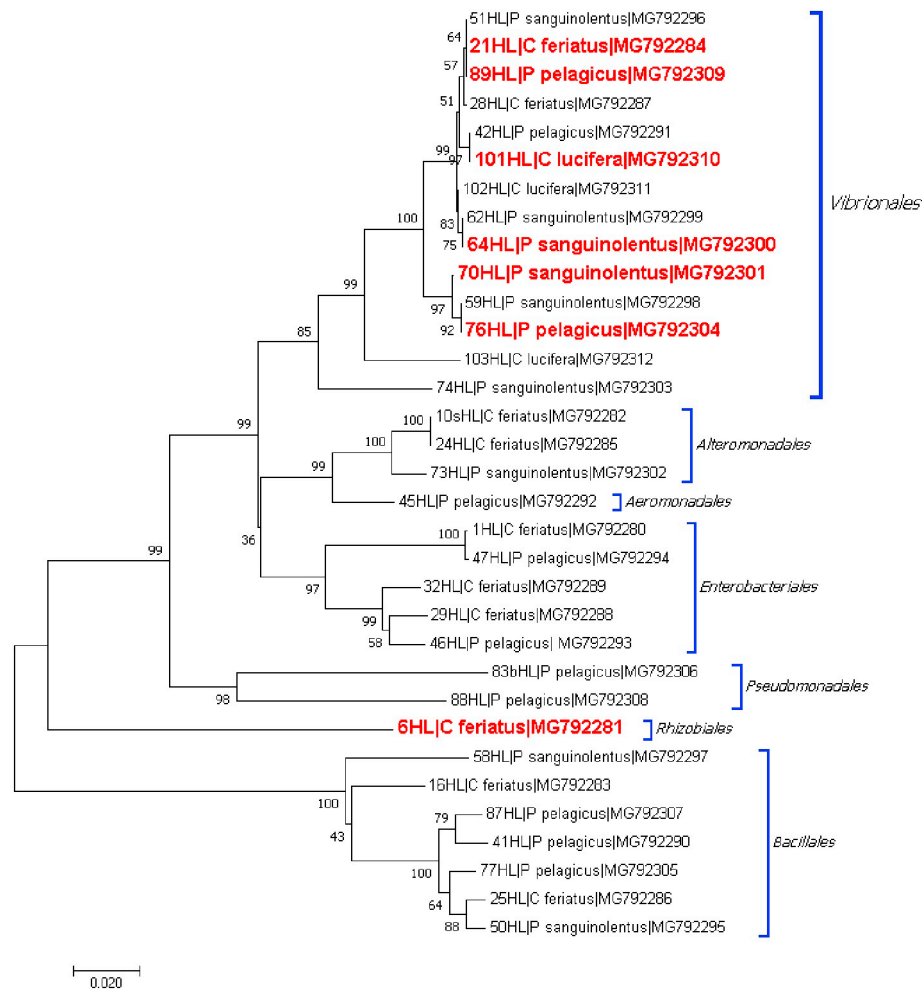 51HL|P sanguinolentus|MG792296
64
21HL|C feriatus|MG792284
57
89HL|P pelagicus|MG792309
51
28HL|C feriatus|MG792287
42HL|P pelagicus|MG792291
99
97
101HL|C lucifera|MG792310
102HL|C lucifera|MG792311
Vibrionales
100
83
62HL|P sanguinolentus|MG792299
75
64HL|P sanguinolentus|MG792300
70HL|P sanguinolentus|MG792301
99
97
59HL|P sanguinolentus|MG792298
92
76HL|P pelagicus|MG792304
85
103HL|C lucifera|MG792312
74HL|P sanguinolentus|MG792303
99
100
10sHL|C feriatus|MG792282
100
24HL|C feriatus|MG792285
Alteromonadales
99
73HL|P sanguinolentus|MG792302
45HL|P pelagicus|MG792292
Aeromonadales
36
100
1HL|C feriatus|MG792280
99
47HL|P pelagicus|MG792294
97
32HL|C feriatus|MG792289
Enterobacteriales
99
29HL|C feriatus|MG792288
58
46HL|P pelagicus| MG792293
83bHL|P pelagicus|MG792306
Pseudomonadales
98
88HL|P pelagicus|MG792308
6HL|C feriatus|MG792281
Rhizobiales
58HL|P sanguinolentus|MG792297
100
16HL|C feriatus|MG792283
43
79
87HL|P pelagicus|MG792307
41HL|P pelagicus|MG792290
Bacillales
100
77HL|P pelagicus|MG792305
64
25HL|C feriatus|MG792286
88
50HL|P sanguinolentus|MG792295
0.020